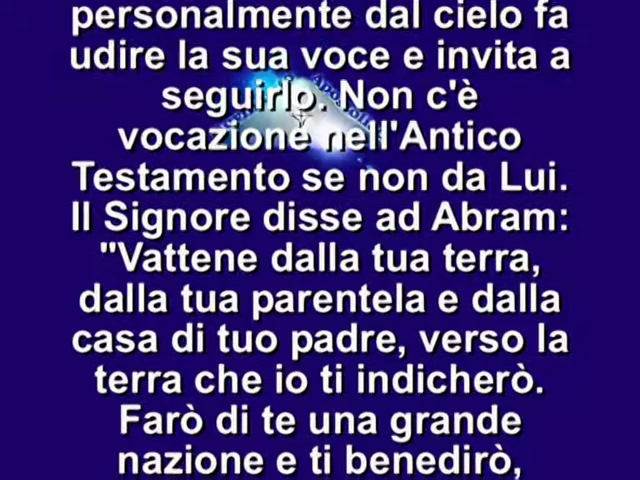 personalmente dal cielo fa
udire la sua voce e invita a
seguirlo. Non c'è
vocazione nell'Antico
Testamento se non da Lui.
Il Signore disse ad Abram:
"Vattene dalla tua terra,
dalla tua parentela e dalla
casa di tuo padre, verso la
terra che io ti indicherò.
Farò di te una grande
nazione e ti benedirò,